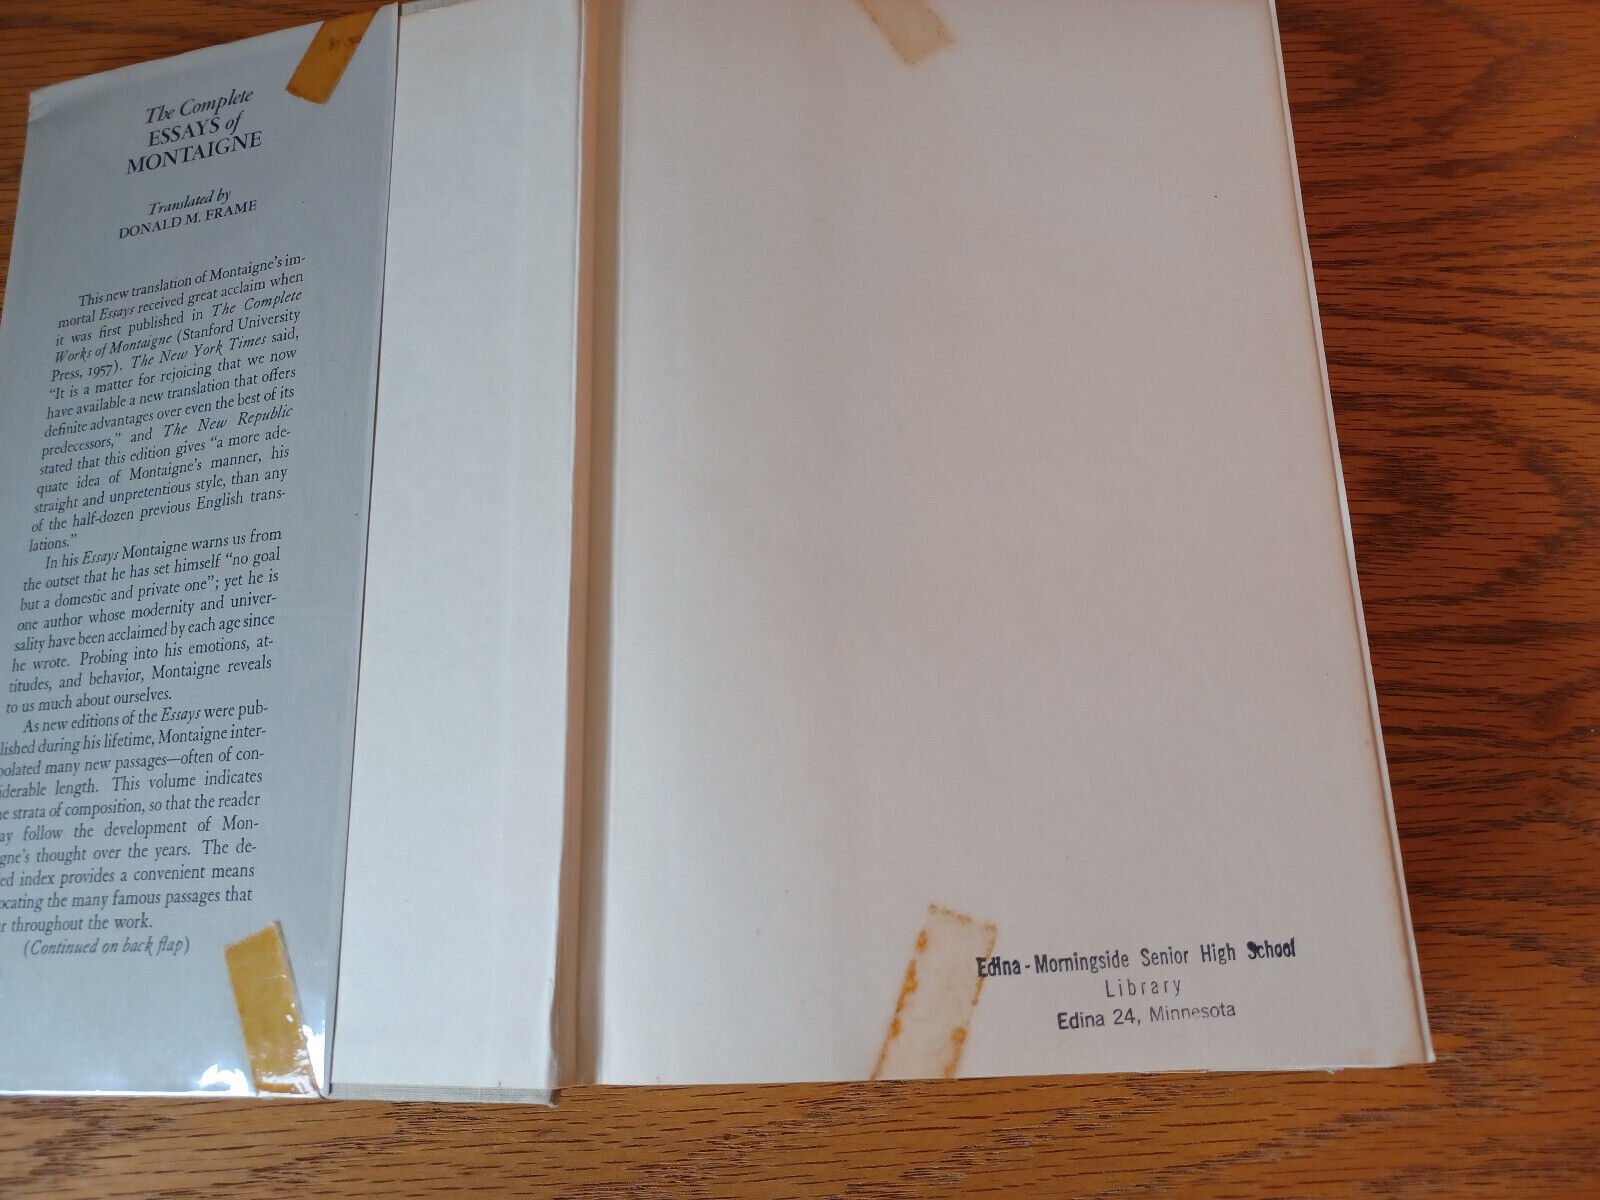 The Complete
ESSAYS of
MONTAIGNE
Translated by
DONALD M. FRAME
This new translation of Montaigne's im-
mortal Essays received great acclaim when
it was first published in The Complete
Works of Montaigne (Stanford University
Press, 1957). The New York Times said,
"It is a matter for rejoicing that we now
have available a new translation that offers
definite advantages over even the best of its
predecessors," and The New Republic
stated that this edition gives "a more ade-
quate idea of Montaigne's manner, his
straight and unpretentious style, than any
of the half-dozen previous English trans-
lations."
In his Essays Montaigne warns us from
the outset that he has set himself "no goal
but a domestic and private one"; yet he is
one author whose modernity and univer-
sality have been acclaimed by each age since
he wrote. Probing into his emotions, at-
titudes, and behavior, Montaigne reveals
to us much about ourselves.
As new editions of the Essays were pub-
lished during his lifetime, Montaigne inter-
polated many new passages—often of con-
iderable length. This volume indicates
e strata of composition, so that the reader
ay follow the development of Mon-
gne's thought over the years. The de-
ed index provides a convenient means
ocating the many famous passages that
r throughout the work.
(Continued on back flap)
Edina-Morningside Senior High School
Library
Edina 24, Minnesota